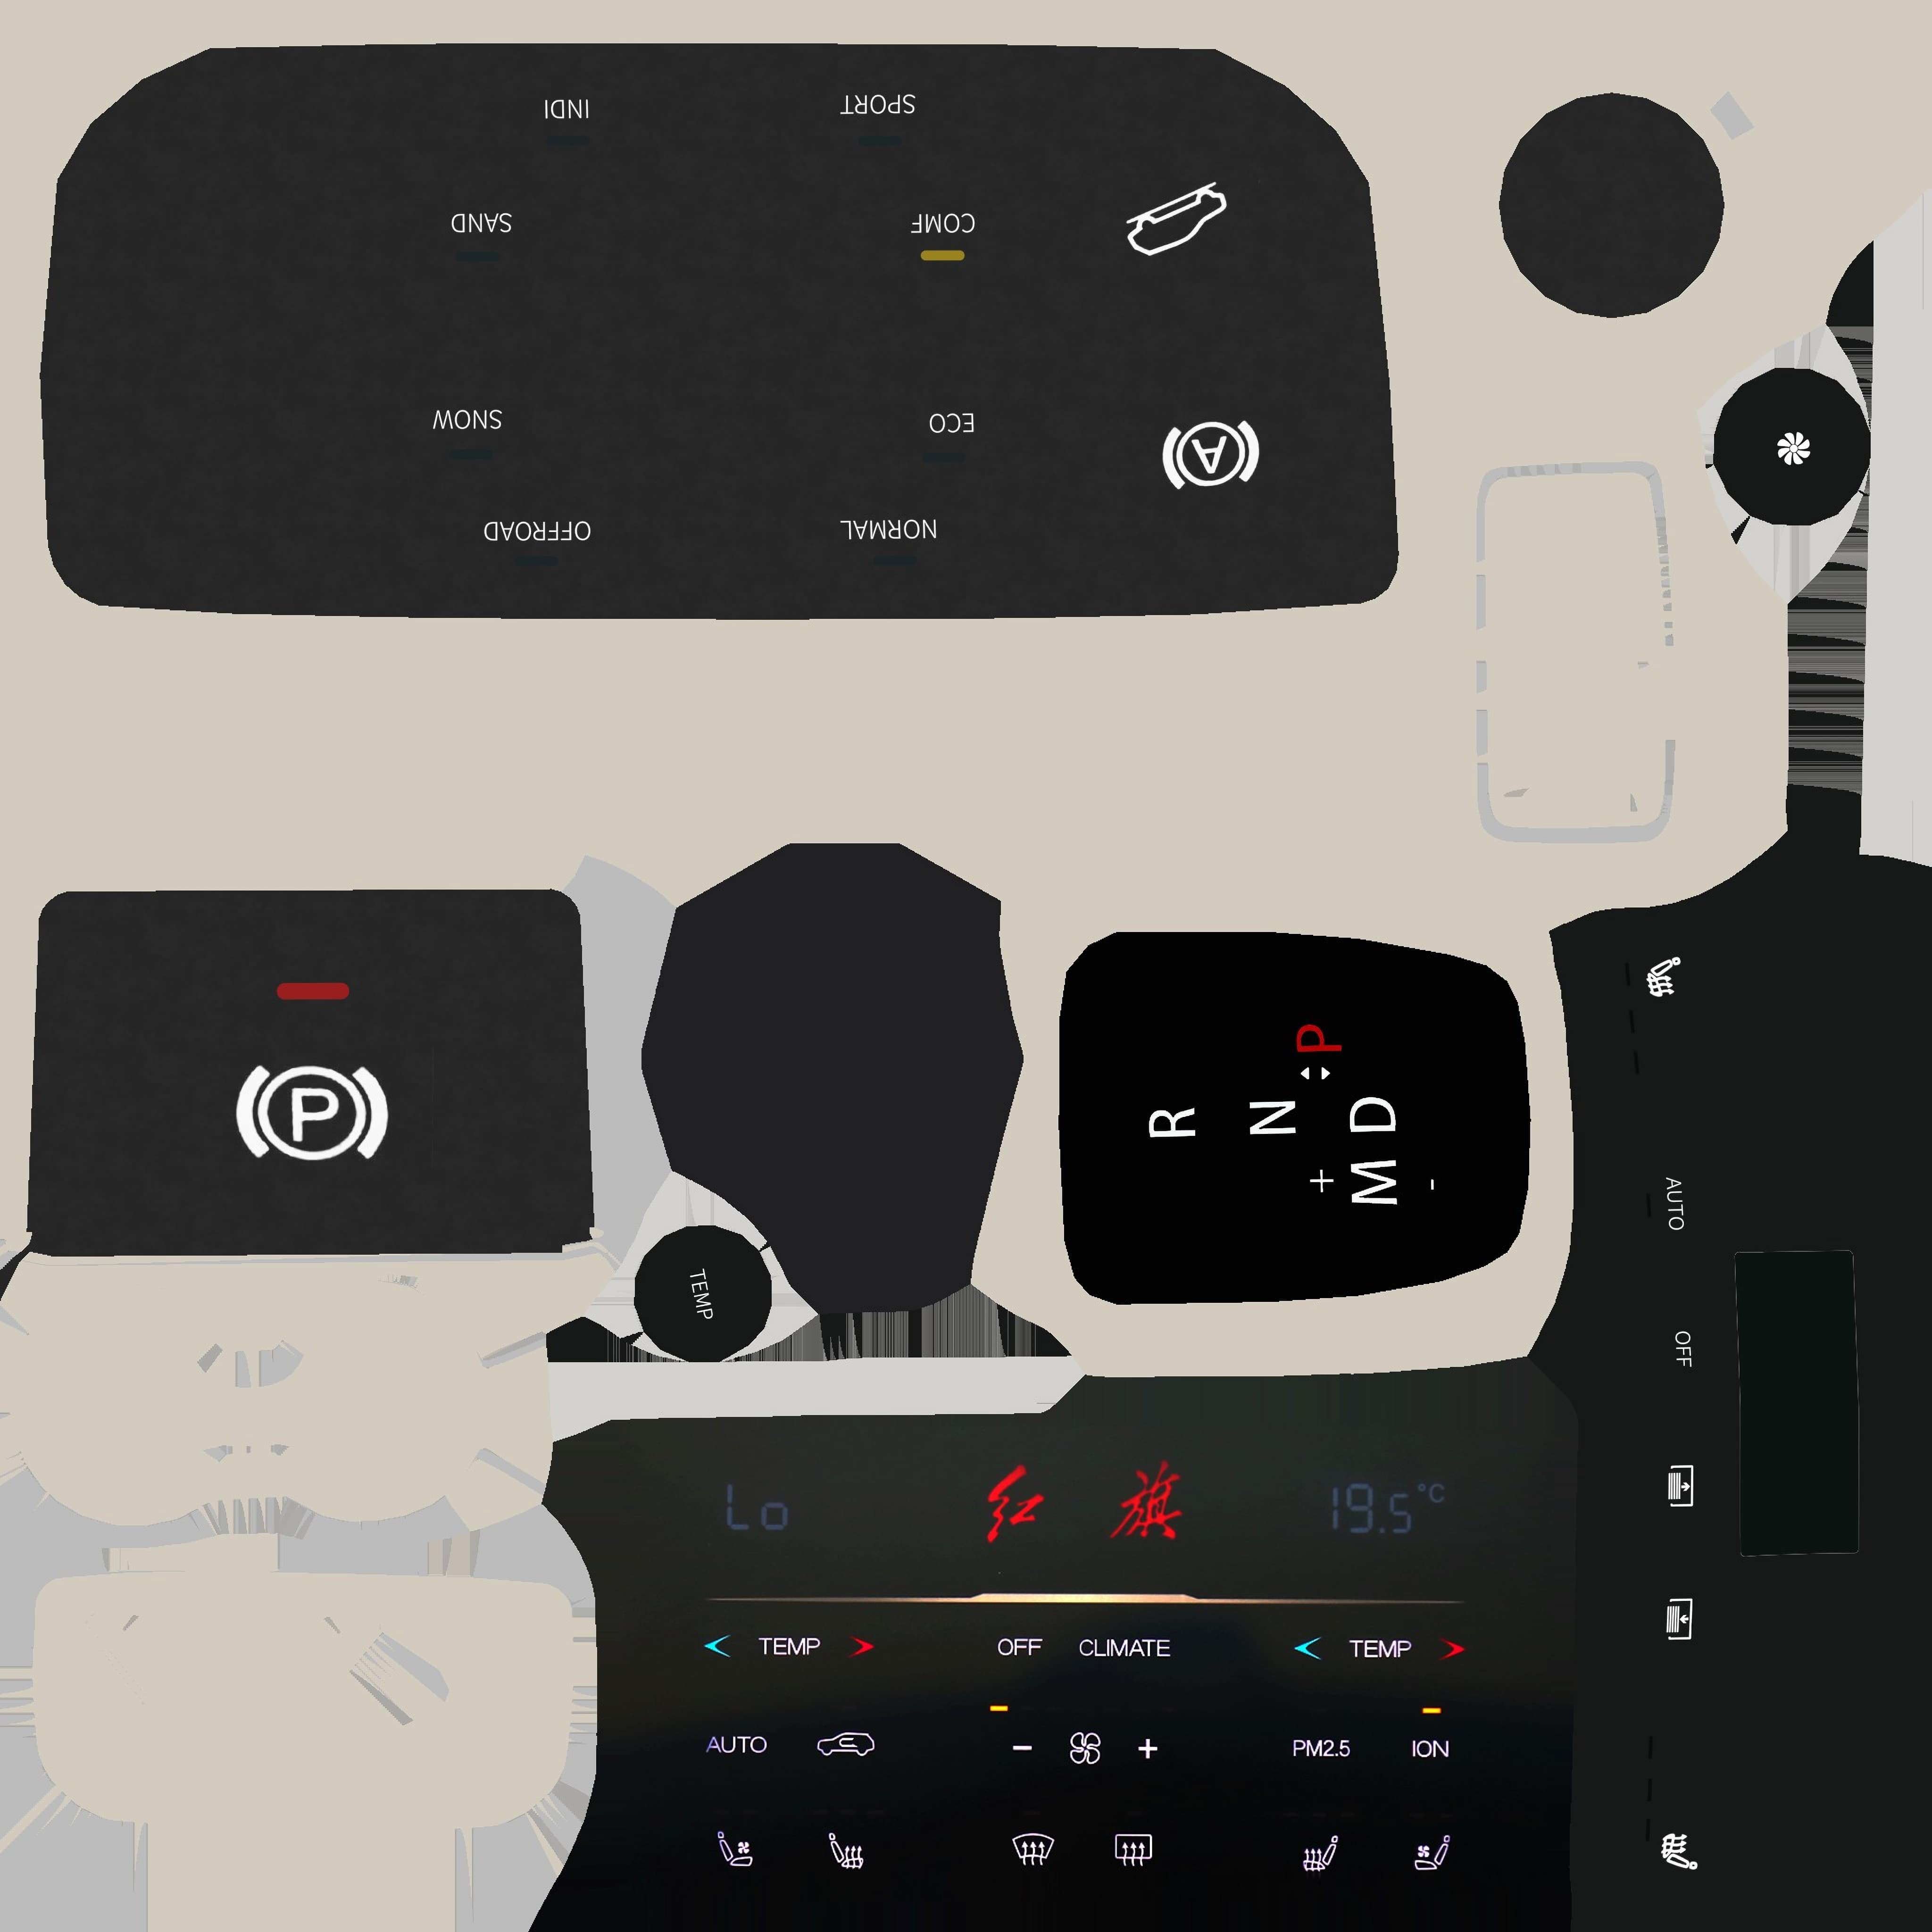 INDI
SPORT
SAND
COMF
SNOW
ECO
A
OFFROAD
NORMAL
P
P
R N D
+ M -
TEMP
AUTO
OFF
Lo 红 旗 19.5°C
< TEMP > OFF CLIMATE < TEMP >
AUTO - + PM2.5 ION